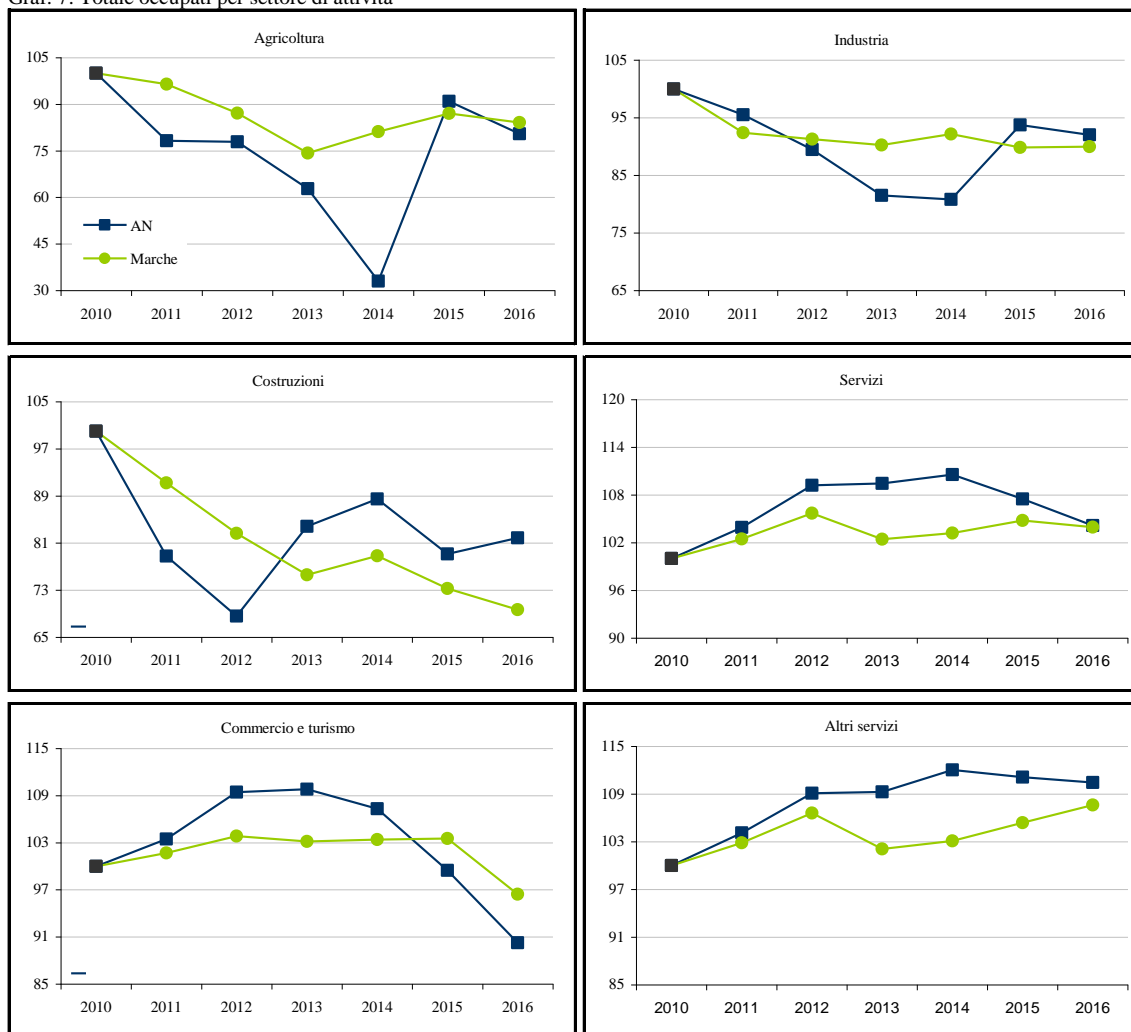 Graf. 7. Totale occupati per settore di attività
Agricoltura
105
90
75
60
45
30
AN
Marche
2010 2011 2012 2013 2014 2015 2016
Industria
105
95
85
75
65
2010 2011 2012 2013 2014 2015 2016
Costruzioni
105
97
89
81
73
65
2010 2011 2012 2013 2014 2015 2016
Servizi
120
114
108
102
96
90
2010 2011 2012 2013 2014 2015 2016
Commercio e turismo
115
109
103
97
91
85
2010 2011 2012 2013 2014 2015 2016
Altri servizi
115
109
103
97
91
85
2010 2011 2012 2013 2014 2015 2016